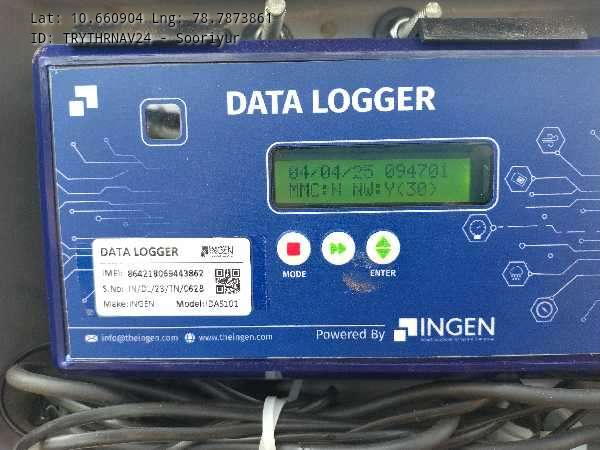 Lat: 10.660904 Lng: 78.7873861
ID: TRYTHRNAV24 - Sooriyur
DATA LOGGER
04/04/25 094701
MMC:N NW:Y(30)
MODE
ENTER
DATA LOGGER INGEN
IMEI: 864218069443862
S.No: IN/DL/23/TN/0628
Make:INGEN Model:IDAS101
info@theingen.com www.theingen.com
Powered By INGEN